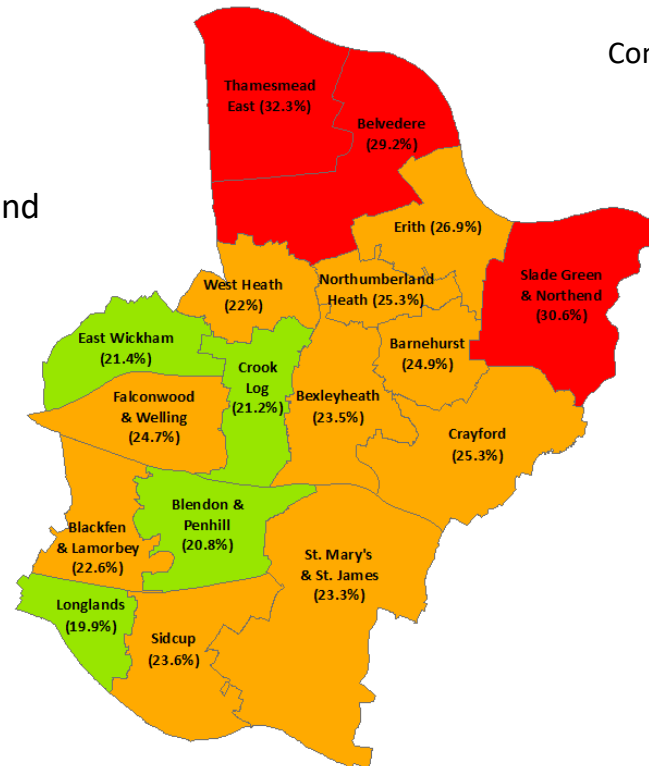 Cor
nd
Thamesmead
East (32.3%)
Belvedere
(29.2%)
Erith (26.9%)
Slade Green
& Northend
(30.6%)
West Heath
(22%)
Northumberland
Heath (25.3%)
Barnehurst
(24.9%)
East Wickham
(21.4%)
Crook
Log
(21.2%)
Bexleyheath
(23.5%)
Falconwood
& Welling
(24.7%)
Crayford
(25.3%)
Blendon &
Penhill
(20.8%)
Blackfen
& Lamorbey
(22.6%)
St. Mary's
& St. James
(23.3%)
Longlands
(19.9%)
Sidcup
(23.6%)